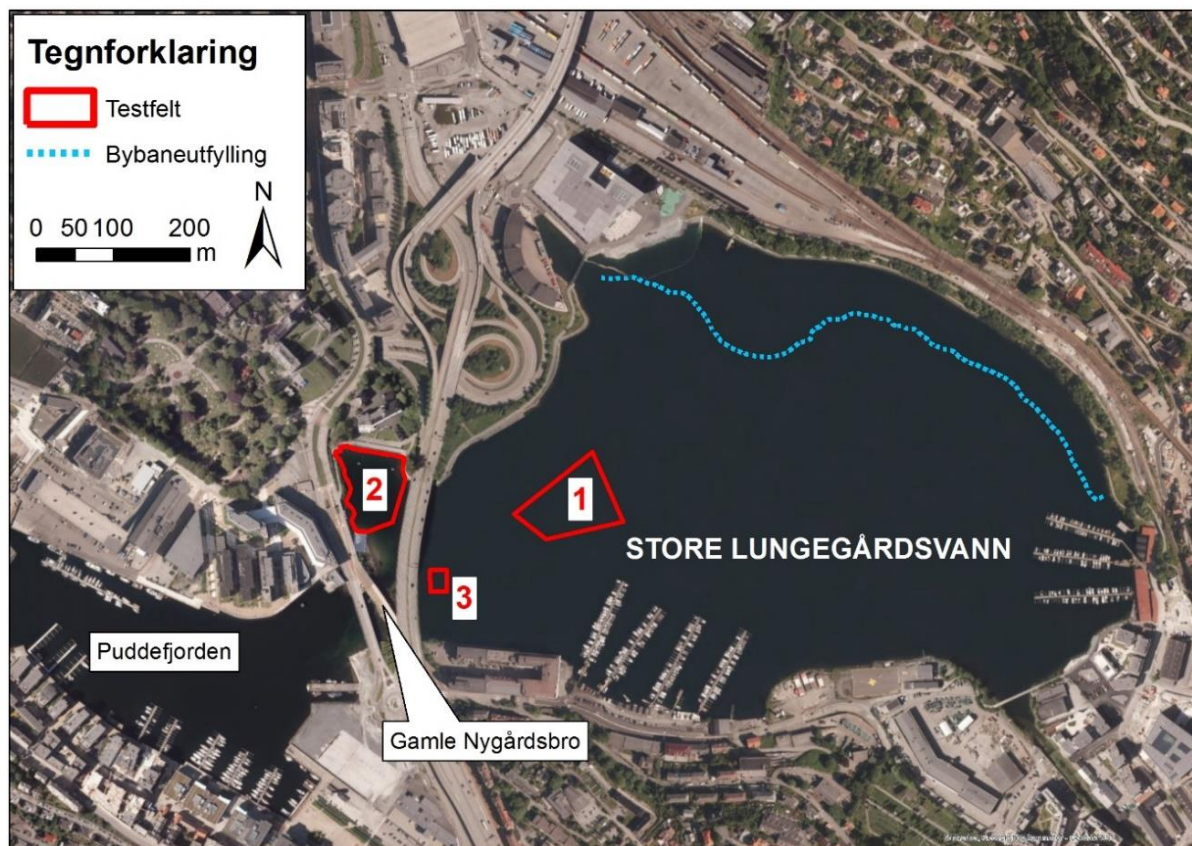 Tegnforklaring
Testfelt
Bybaneutfylling
N
0 50 100 200
m
2
1
STORE LUNGEGÅRDSVANN
3
Puddefjorden
Gamle Nygårdsbro